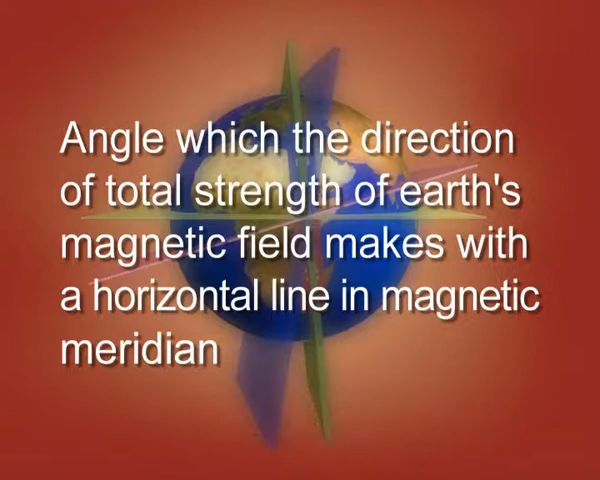 Angle which the direction
of total strength of earth's
magnetic field makes with
a horizontal line in magnetic
meridian